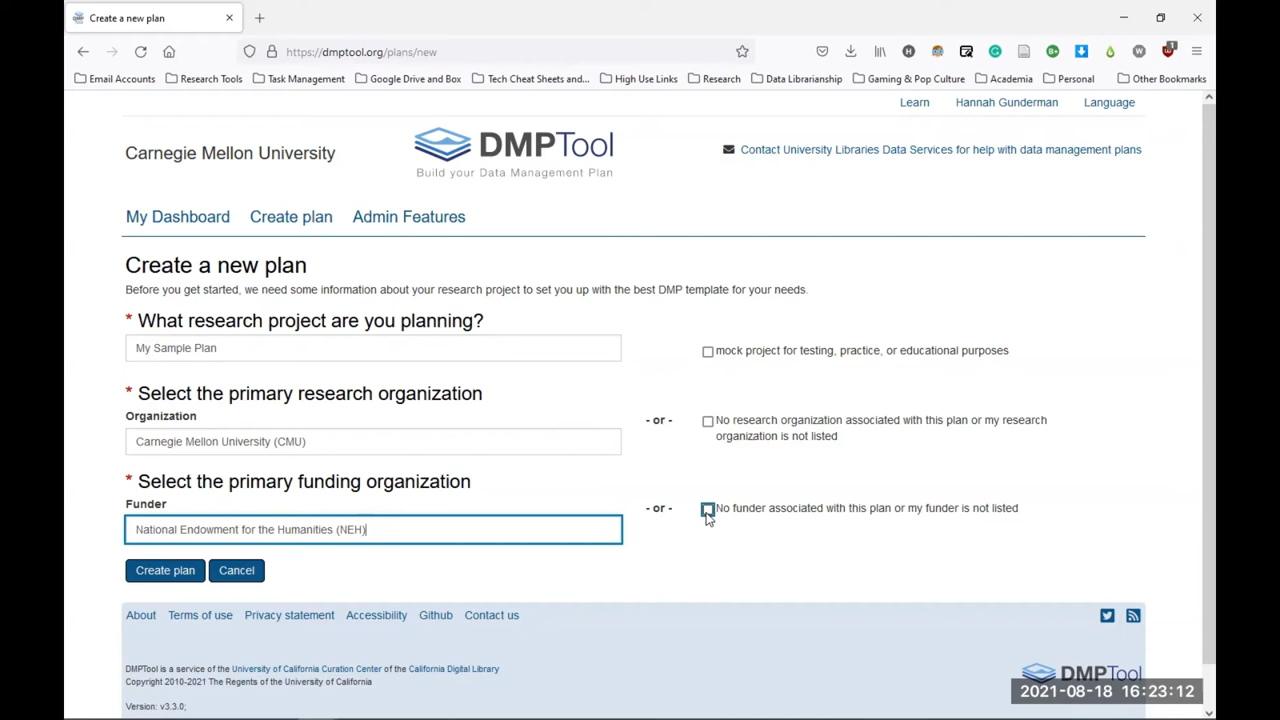 Create a new plan
https://dmptool.org/plans/new
Email Accounts Research Tools Task Management Google Drive and Box Tech Cheat Sheets and... High Use Links Research Data Librarianship Gaming & Pop Culture Academia Personal Other Bookmarks
Learn Hannah Gunderman Language
Carnegie Mellon University
DMPTool
Build your Data Management Plan
Contact University Libraries Data Services for help with data management plans
My Dashboard Create plan Admin Features
Create a new plan
Before you get started, we need some information about your research project to set you up with the best DMP template for your needs.
* What research project are you planning?
My Sample Plan
mock project for testing, practice, or educational purposes
* Select the primary research organization
Organization
Carnegie Mellon University (CMU)
- or -
No research organization associated with this plan or my research
organization is not listed
* Select the primary funding organization
Funder
National Endowment for the Humanities (NEH)
- or -
No funder associated with this plan or my funder is not listed
Create plan Cancel
About Terms of use Privacy statement Accessibility Github Contact us
DMPTool is a service of the University of California Curation Center of the California Digital Library
Copyright 2010-2021 The Regents of the University of California
Version: v3.3.0;
DMPTool
2021-08-18 16:23:12